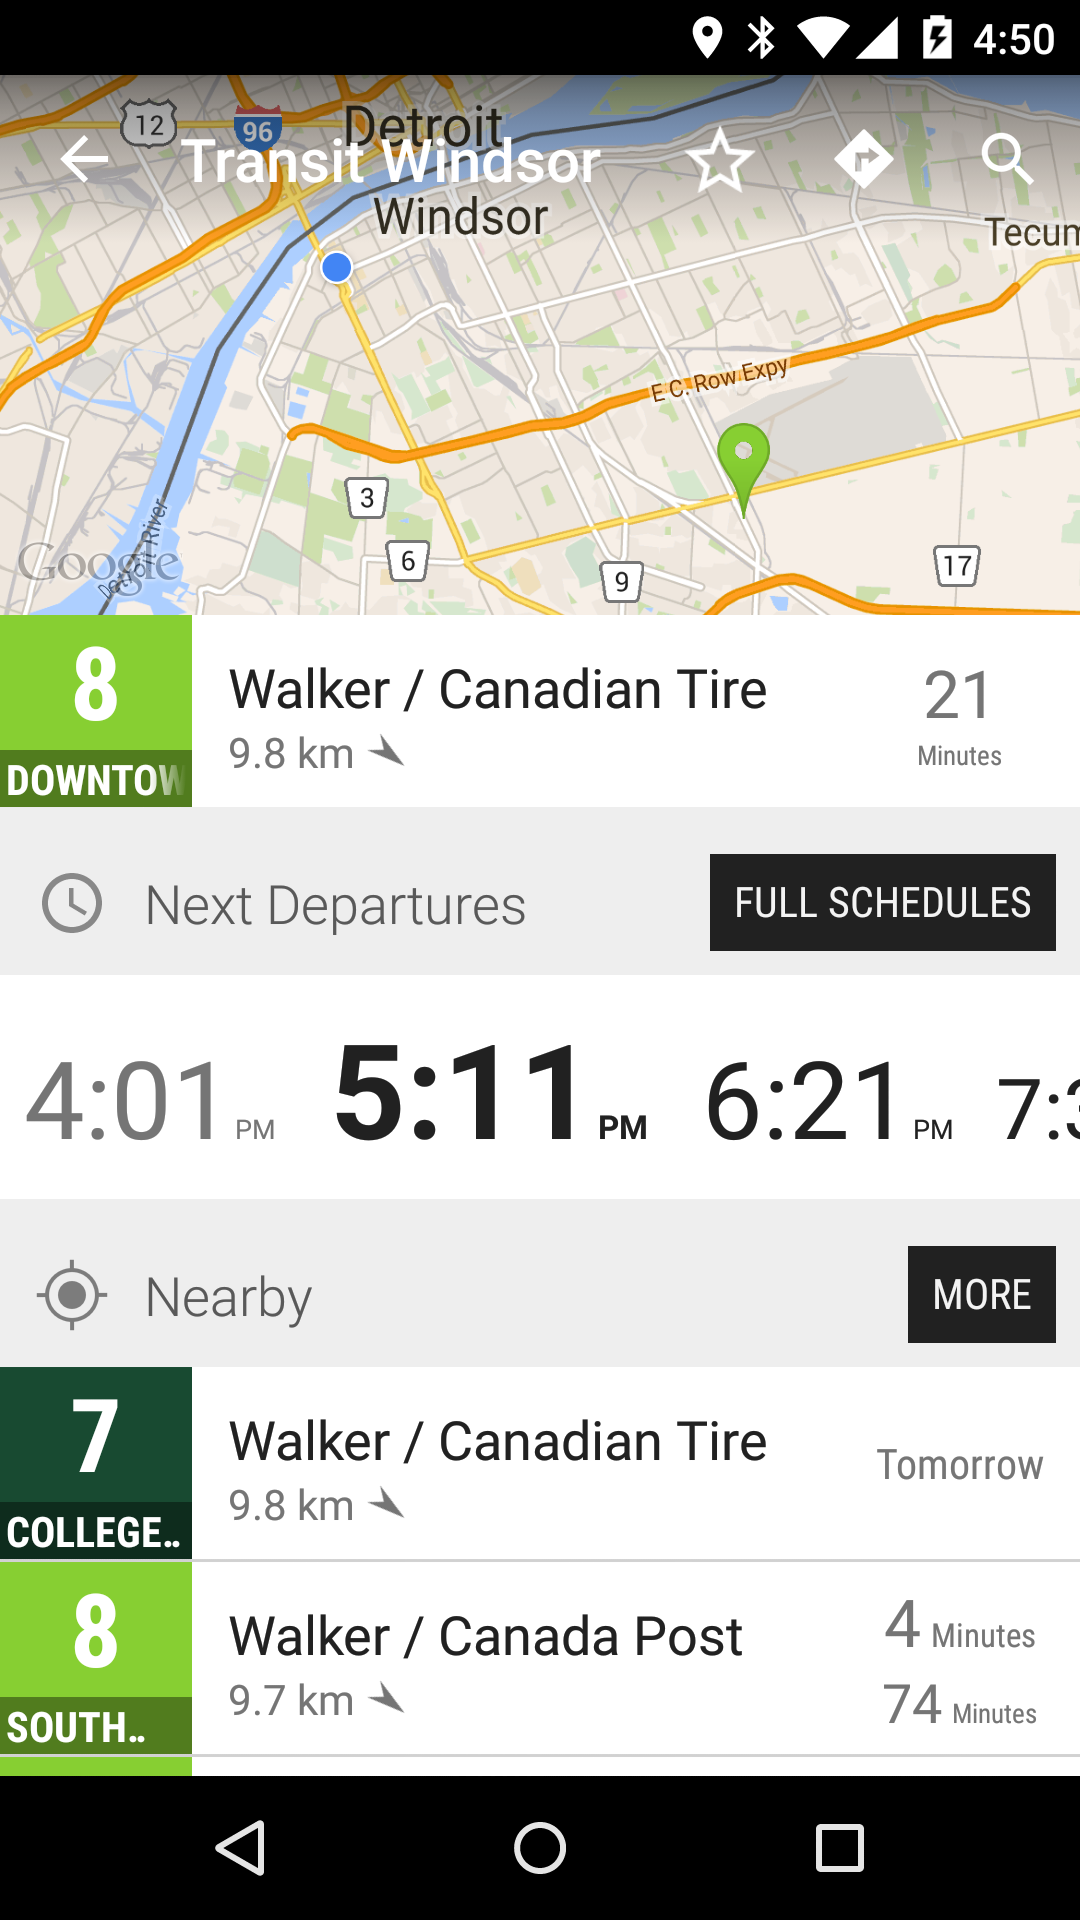 4:50
12
96
Detroit
Transit Windsor
Windsor
Tecum
E C. Row Expy
3
6
9
17
Google
Detroit River
8
DOWNTOW
Walker / Canadian Tire
9.8 km
21
Minutes
Next Departures
FULL SCHEDULES
4:01 PM
5:11 PM
6:21 PM
7:3
Nearby
MORE
7
COLLEGE..
Walker / Canadian Tire
9.8 km
Tomorrow
8
SOUTH..
Walker / Canada Post
9.7 km
4 Minutes
74 Minutes